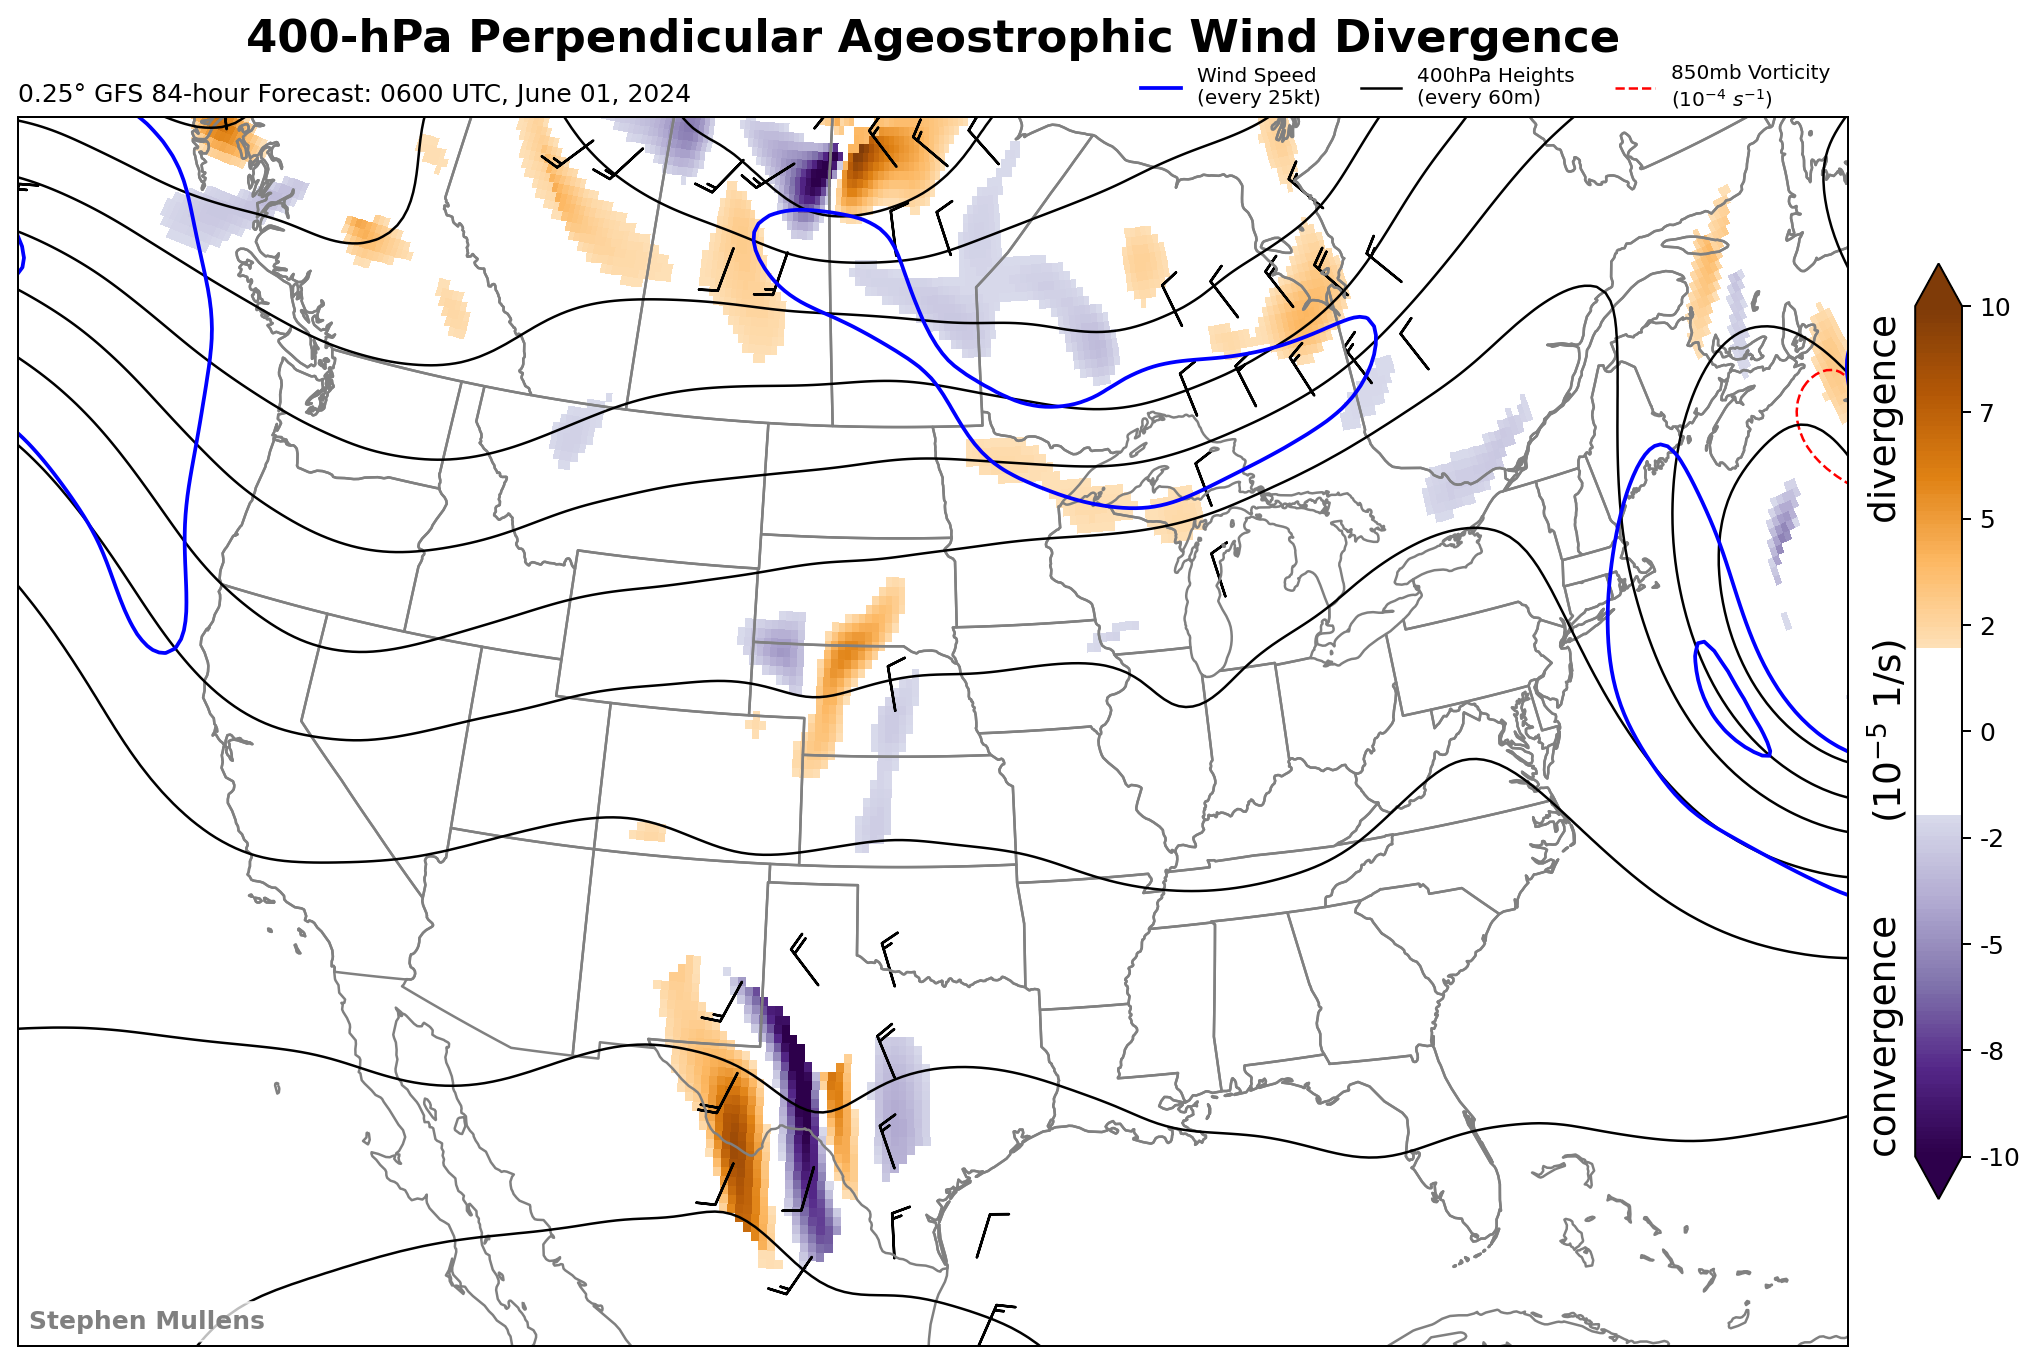 400-hPa Perpendicular Ageostrophic Wind Divergence
0.25° GFS 84-hour Forecast: 0600 UTC, June 01, 2024
Wind Speed
(every 25kt)
400hPa Heights
(every 60m)
850mb Vorticity
(10⁻⁴ s⁻¹)
10
7
5
2
0
-2
-5
-8
-10
convergence (10⁻⁵ 1/s) divergence
Stephen Mullens